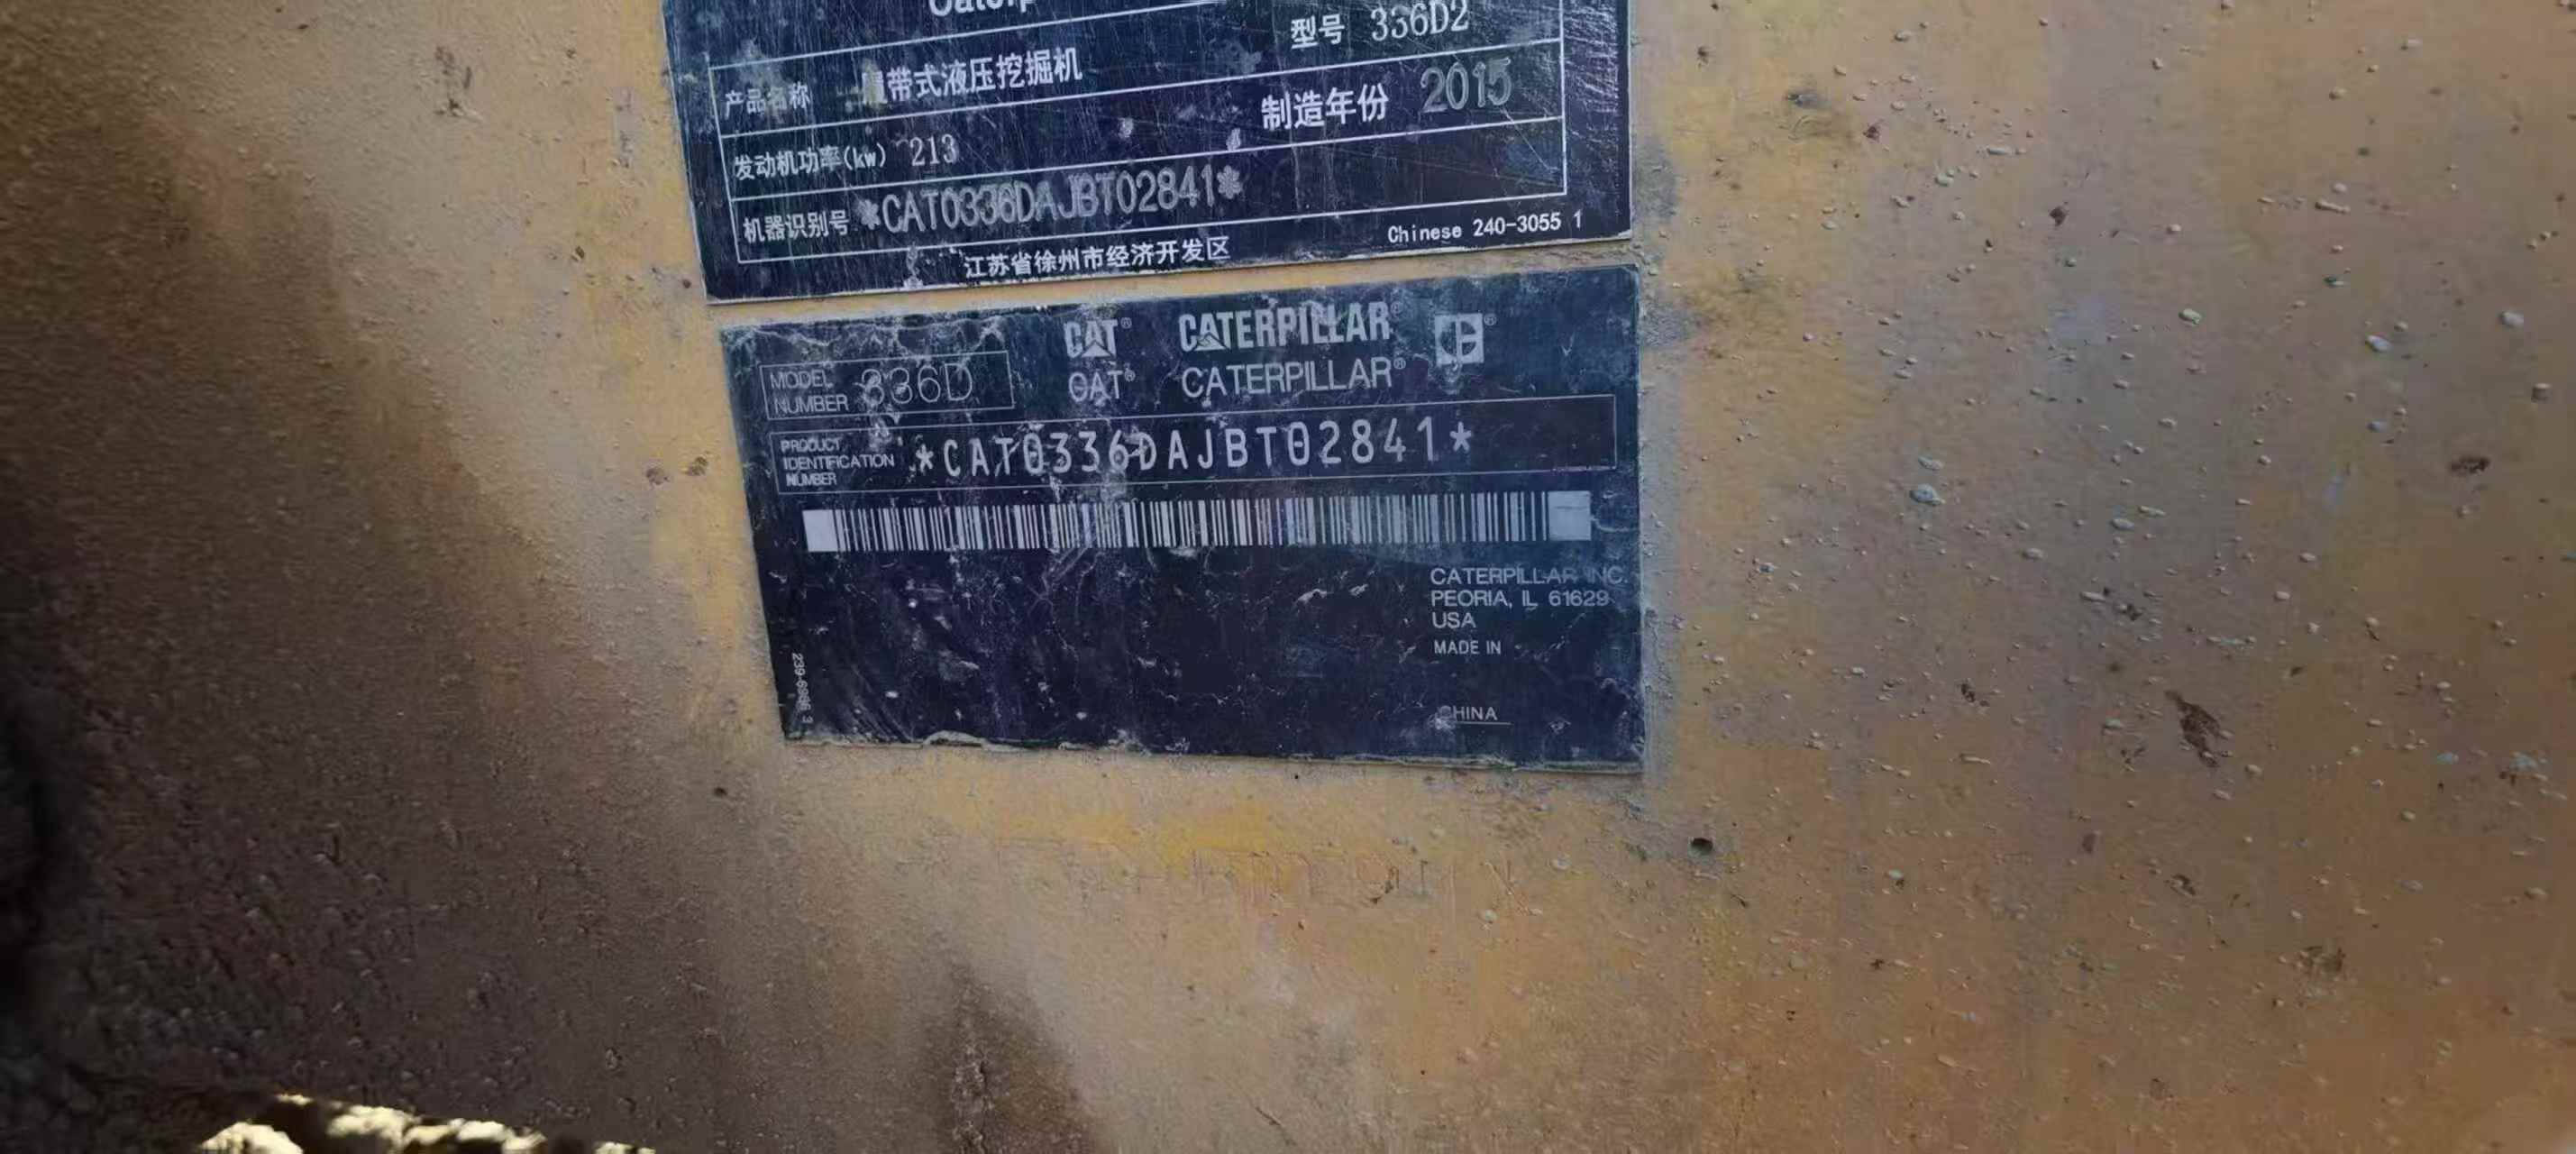 型号 336D2
产品名称 履带式液压挖掘机
制造年份 2015
发动机功率(kw) 213
机器识别号 *CAT0336DAJBT02841*
江苏省徐州市经济开发区 Chinese 240-3055 1
CAT® CATERPILLAR®
MODEL NUMBER 336D
CAT® CATERPILLAR®
PRODUCT IDENTIFICATION NUMBER *CAT0336DAJBT02841*
CATERPILLAR INC.
PEORIA, IL 61629
USA
MADE IN
CHINA